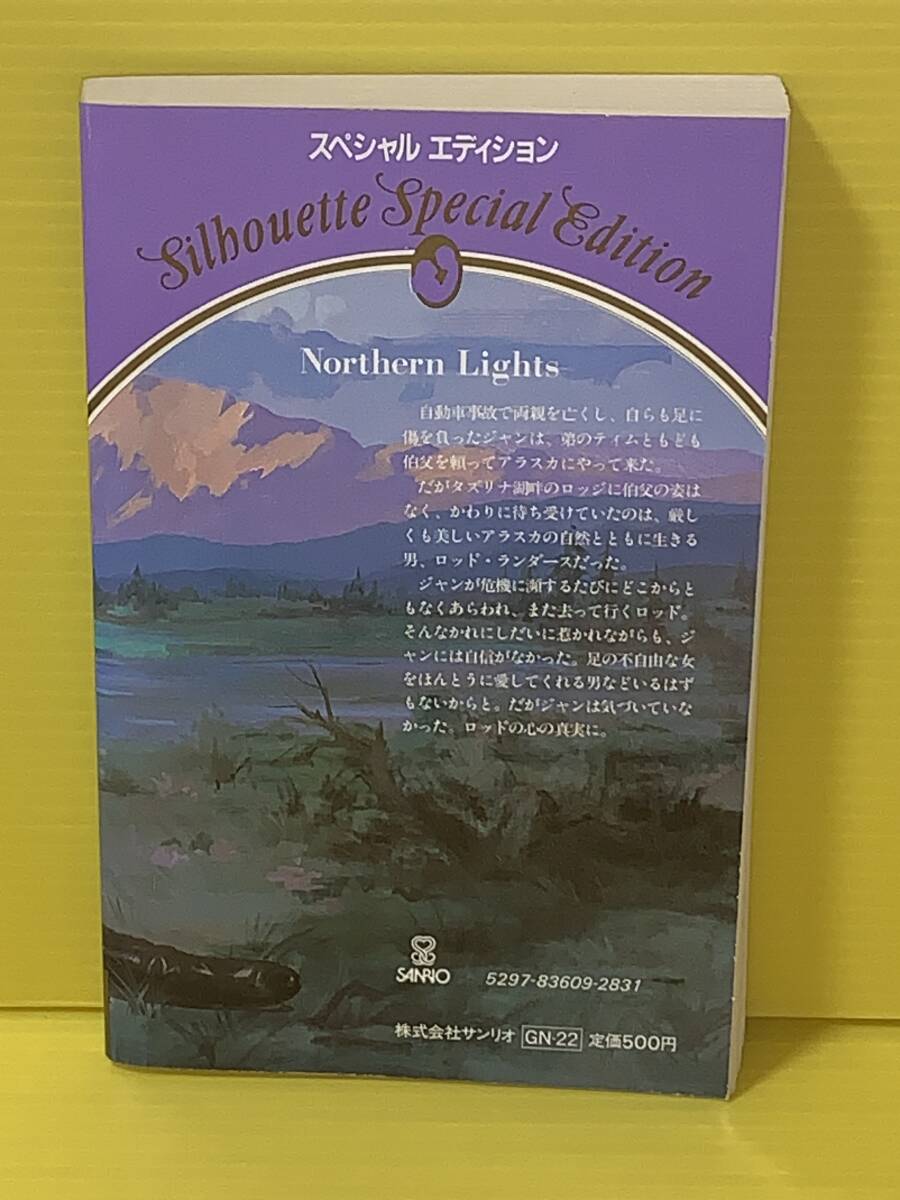 スペシャル エディション
Silhouette Special Edition
Northern Lights
自動車事故で両親を亡くし、自らも足に
傷を負ったジャンは、弟のティムともども
伯父を頼ってアラスカにやって来た。
だがタズリナ湖畔のロッジに伯父の姿は
なく、かわりに待ち受けていたのは、厳し
くも美しいアラスカの自然とともに生きる
男、ロッド・ランダースだった。
ジャンが危機に瀕するたびにどこからと
もなくあらわれ、また去って行くロッド。
そんなかれにしだいに惹かれながらも、ジ
ャンには自信がなかった。足の不自由な女
をほんとうに愛してくれる男などいるはず
もないからと。だがジャンは気づいていな
かった。ロッドの心の真実に。
SANRIO
5297-83609-2831
株式会社サンリオ GN-22 定価500円